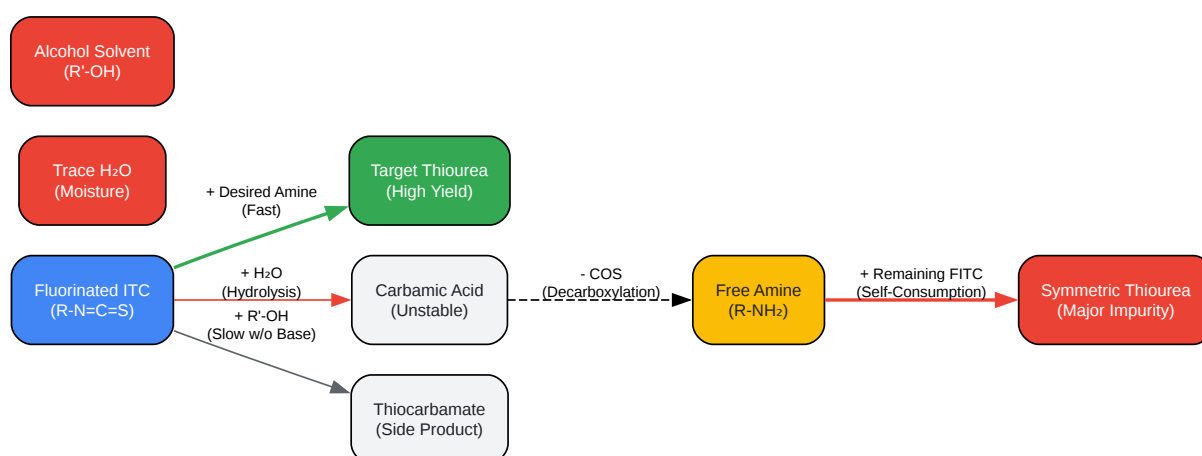 Alcohol Solvent
(R'-OH)
Trace H₂O
(Moisture)
+ Desired Amine
(Fast)
Target Thiourea
(High Yield)
Fluorinated ITC
(R-N=C=S)
+ H₂O
(Hydrolysis)
+ R'-OH
(Slow w/o Base)
Carbamic Acid
(Unstable)
- COS
(Decarboxylation)
Free Amine
(R-NH₂)
+ Remaining FITC
(Self-Consumption)
Symmetric Thiourea
(Major Impurity)
Thiocarbamate
(Side Product)